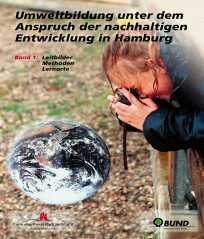 Umweltbildung unter dem
Anspruch der nachhaltigen
Entwicklung in Hamburg
Band 1: Leitbilder
Methoden
Lernorte
BUND